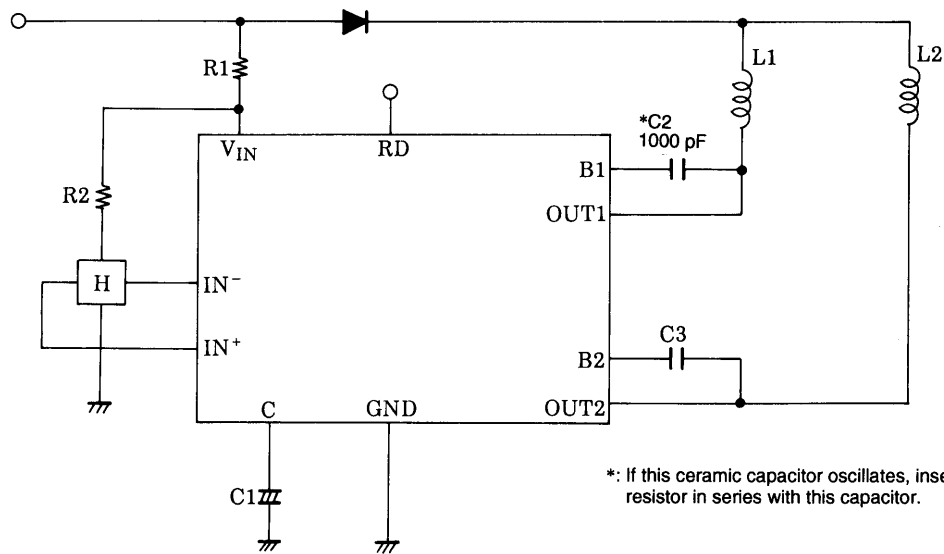 R1
L1
L2
*C2
1000 pF
VIN
RD
B1
R2
OUT1
H
IN-
IN+
C3
B2
C
GND
OUT2
C1
*: If this ceramic capacitor oscillates,
resistor in series with this capacitor.